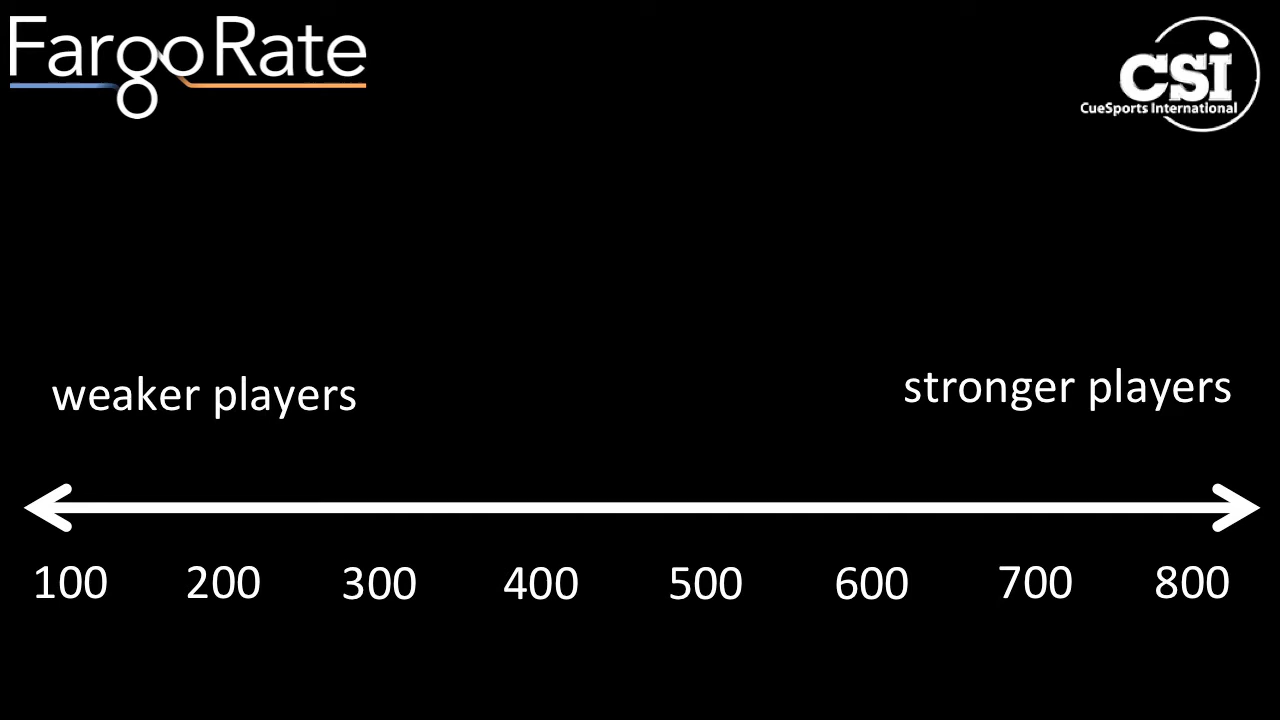 FargoRate
CSi
CueSports International
weaker players
stronger players
100 200 300 400 500 600 700 800